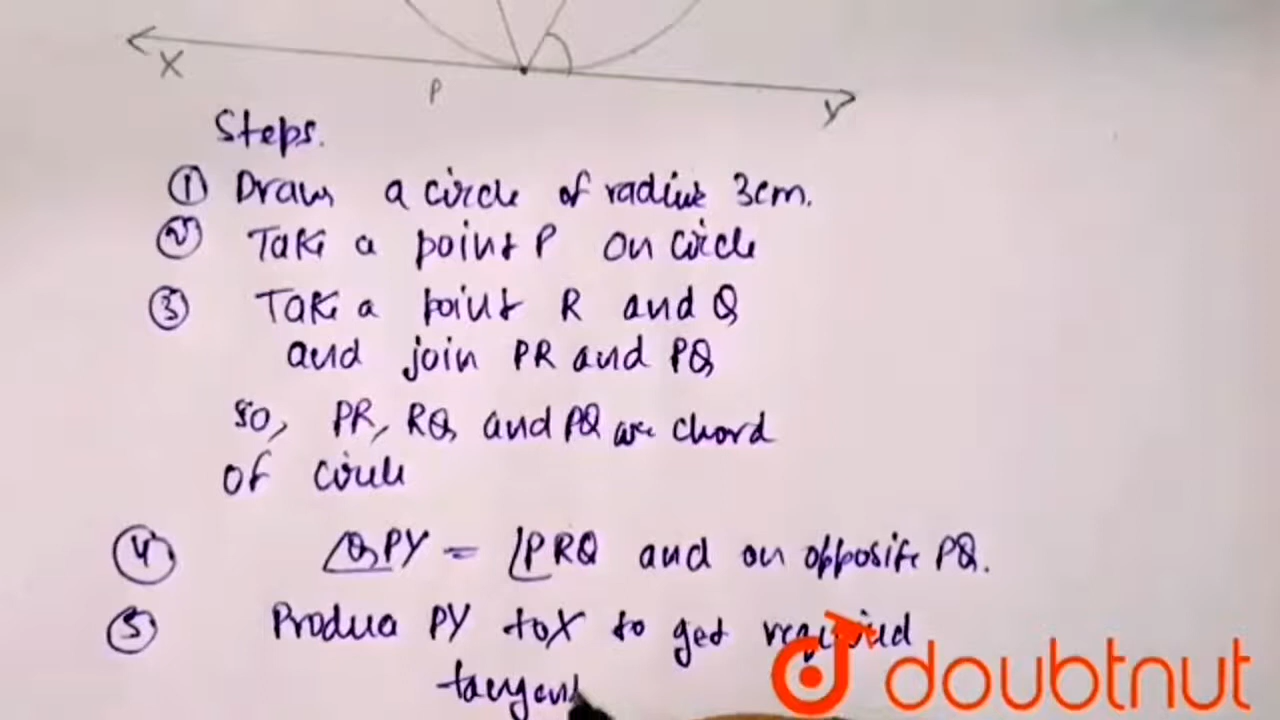 X
P
Y
Steps.
① Draw a circle of radius 3cm.
② Take a point P on circle
③ Take a point R and Q
and join PR and PQ
so, PR, RQ, and PQ are chord
of circle
④ ∠QPY = ∠PRQ and on opposite PQ.
⑤ Produce PY to X to get required
tangent
doubtnut